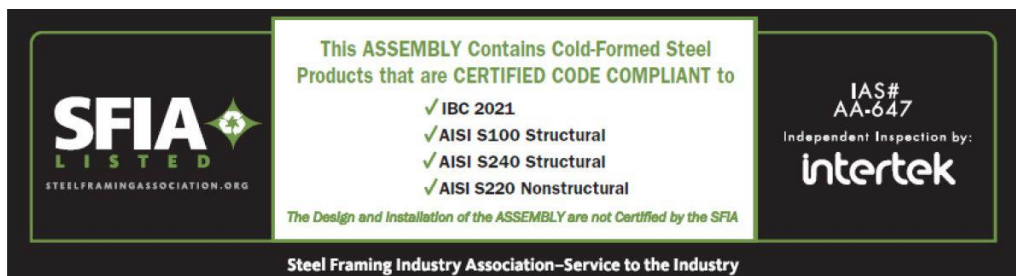 SFIA
LISTED
STEELFRAMINGASSOCIATION.ORG
This ASSEMBLY Contains Cold-Formed Steel
Products that are CERTIFIED CODE COMPLIANT to
✓IBC 2021
✓AISI S100 Structural
✓AISI S240 Structural
✓AISI S220 Nonstructural
The Design and Installation of the ASSEMBLY are not Certified by the SFIA
IAS#
AA-647
Independent Inspection by:
intertek
Steel Framing Industry Association–Service to the Industry